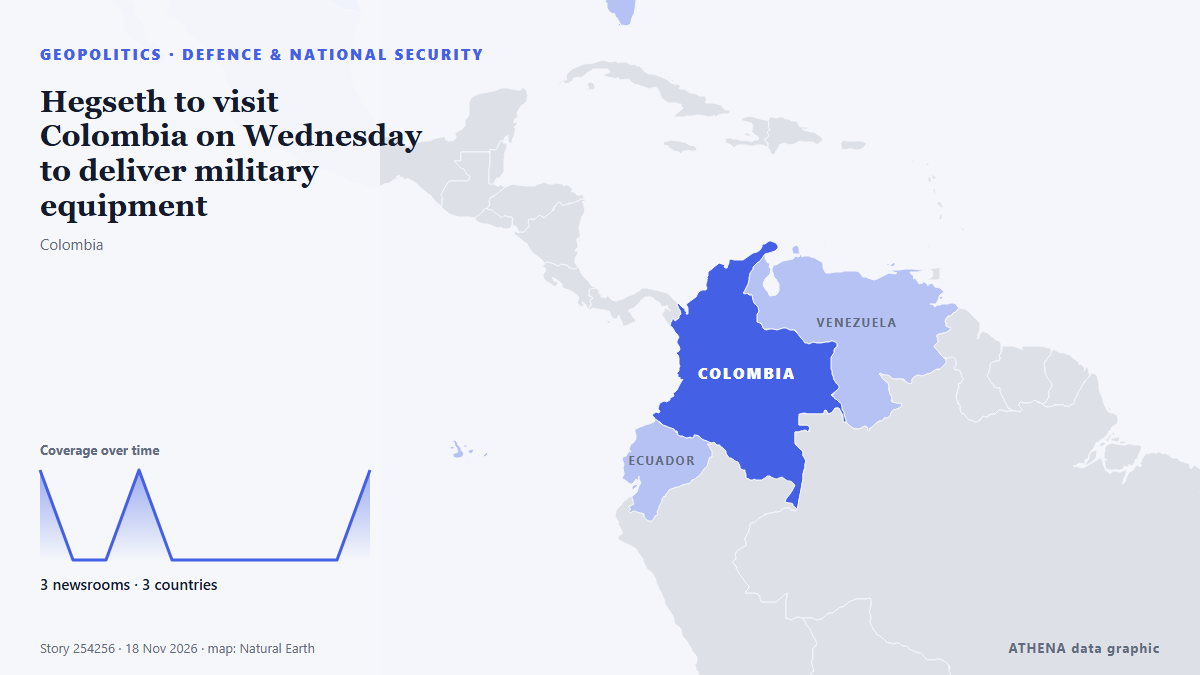 GEOPOLITICS · DEFENCE & NATIONAL SECURITY
Hegseth to visit
Colombia on Wednesday
to deliver military
equipment
Colombia
VENEZUELA
COLOMBIA
ECUADOR
Coverage over time
3 newsrooms · 3 countries
Story 254256 · 18 Nov 2026 · map: Natural Earth
ATHENA data graphic